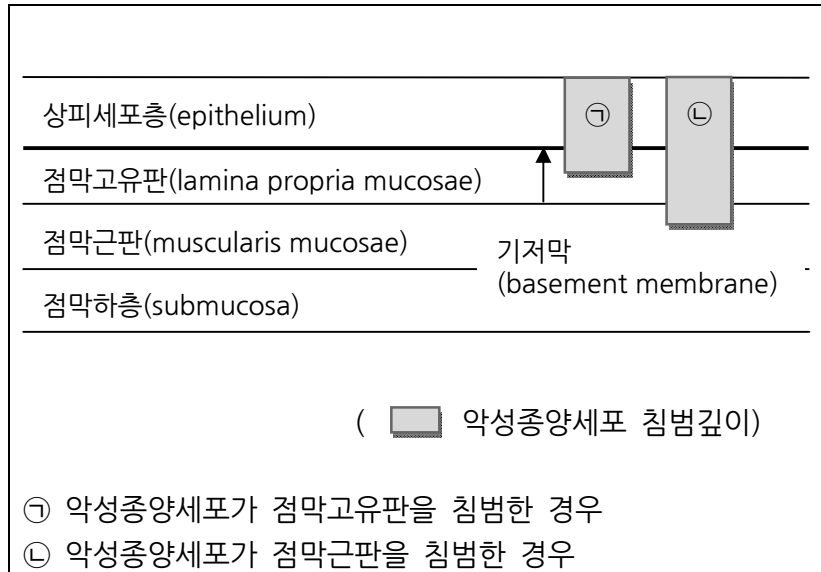 상피세포층(epithelium)
㉠
㉡
점막고유판(lamina propria mucosae)
점막근판(muscularis mucosae)
기저막
(basement membrane)
점막하층(submucosa)
( 악성종양세포 침범깊이)
㉠ 악성종양세포가 점막고유판을 침범한 경우
㉡ 악성종양세포가 점막근판을 침범한 경우